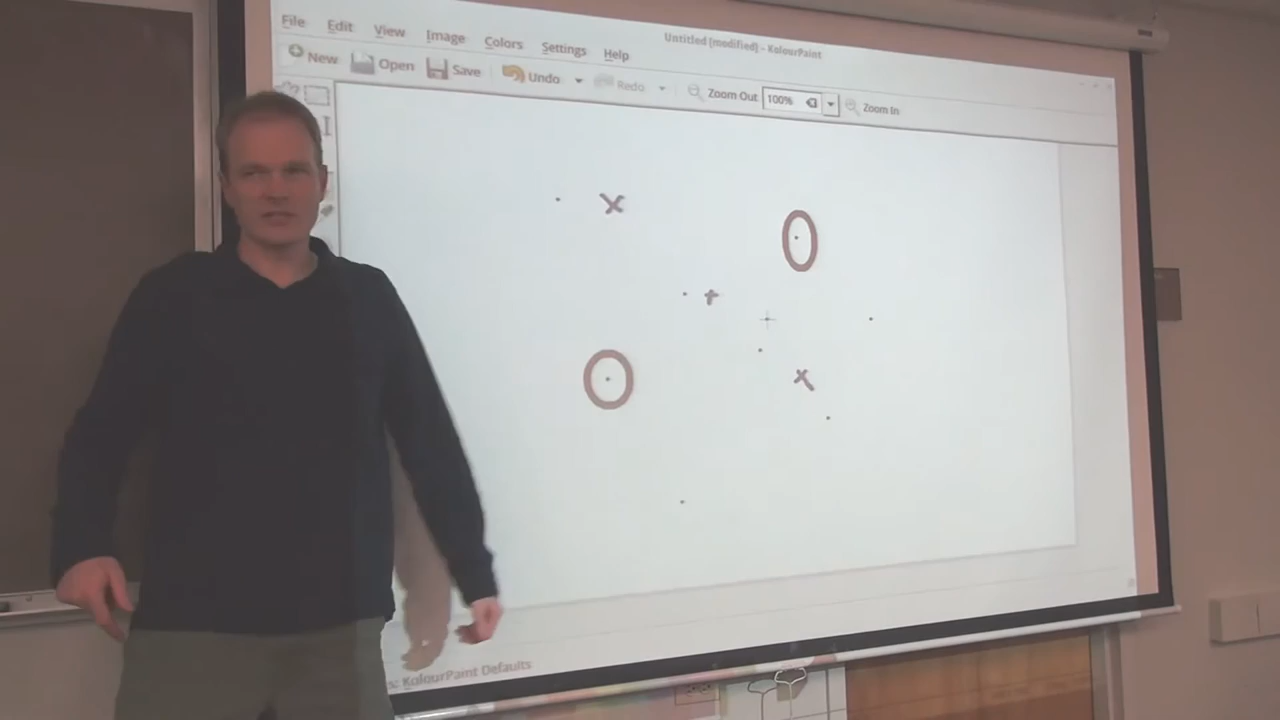 Untitled [modified] - KolourPaint
File Edit View Image Colors Settings Help
New Open Save Undo Redo Zoom Out 100% Zoom In
x
O
+
O
x
s: KolourPaint Defaults